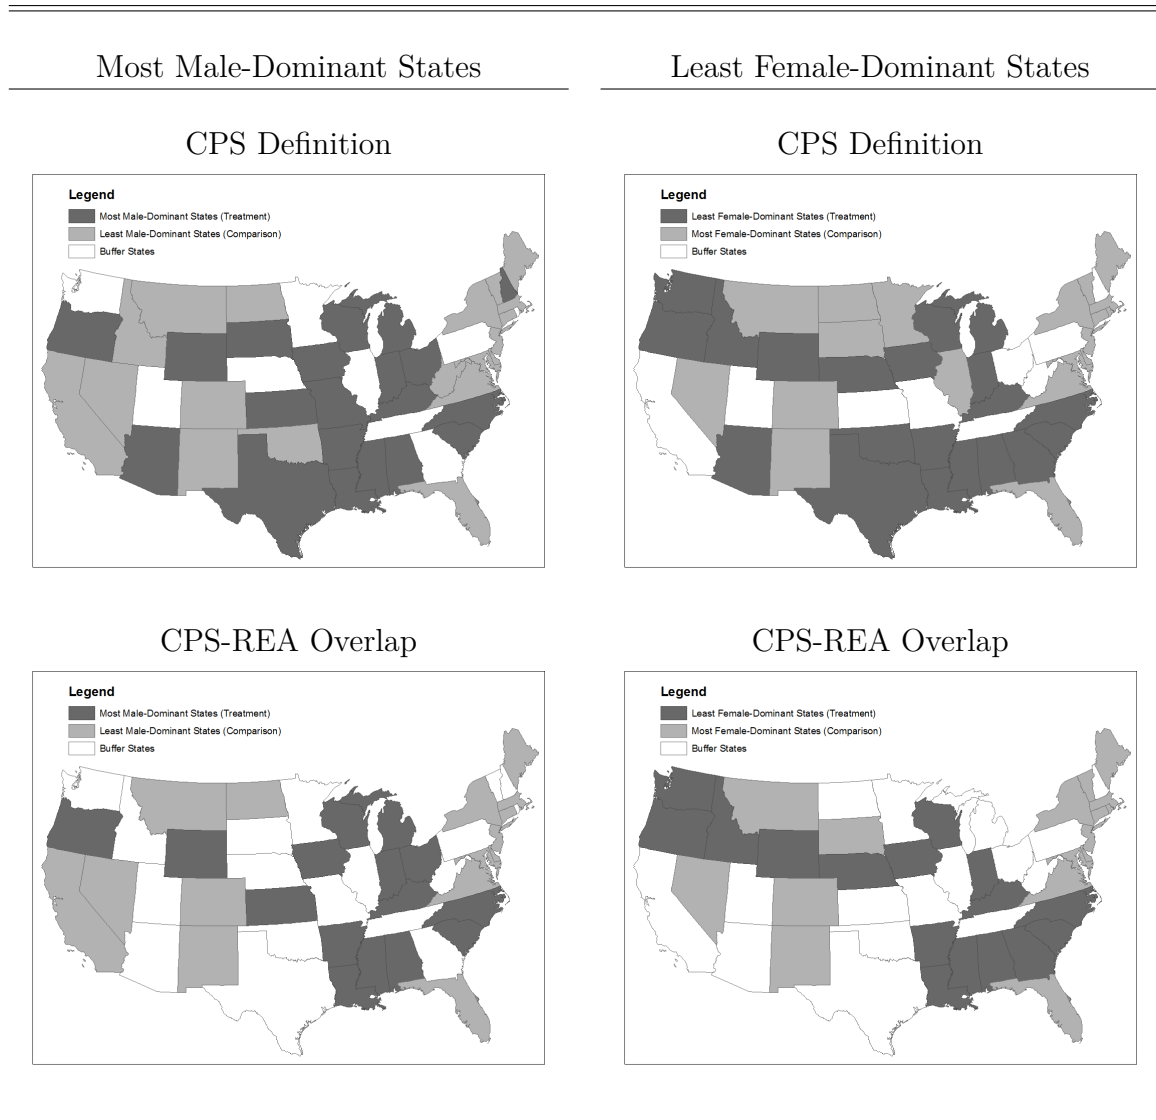 Most Male-Dominant States
Least Female-Dominant States
CPS Definition
CPS Definition
Legend
Most Male-Dominant States (Treatment)
Least Male-Dominant States (Comparison)
Buffer States
Legend
Least Female-Dominant States (Treatment)
Most Female-Dominant States (Comparison)
Buffer States
CPS-REA Overlap
CPS-REA Overlap
Legend
Most Male-Dominant States (Treatment)
Least Male-Dominant States (Comparison)
Buffer States
Legend
Least Female-Dominant States (Treatment)
Most Female-Dominant States (Comparison)
Buffer States